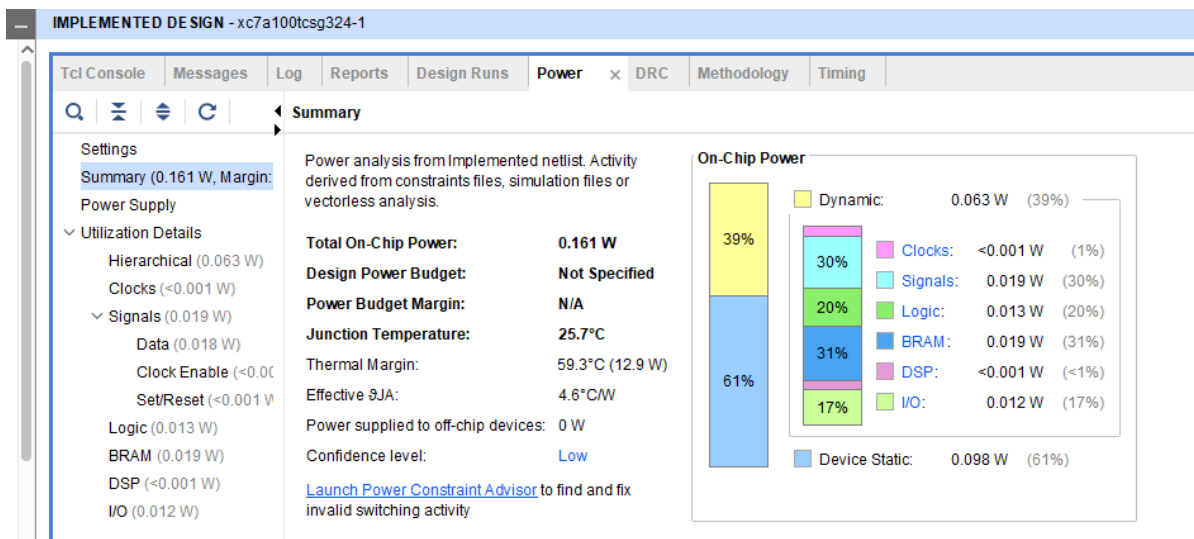 IMPLEMENTED DESIGN - xc7a100tcsg324-1
Tcl Console Messages Log Reports Design Runs Power × DRC Methodology Timing
Summary
Settings
Summary (0.161 W, Margin:
Power Supply
Utilization Details
Hierarchical (0.063 W)
Clocks (<0.001 W)
Signals (0.019 W)
Data (0.018 W)
Clock Enable (<0.00
Set/Reset (<0.001 W
Logic (0.013 W)
BRAM (0.019 W)
DSP (<0.001 W)
I/O (0.012 W)
Power analysis from Implemented netlist. Activity
derived from constraints files, simulation files or
vectorless analysis.
Total On-Chip Power: 0.161 W
Design Power Budget: Not Specified
Power Budget Margin: N/A
Junction Temperature: 25.7°C
Thermal Margin: 59.3°C (12.9 W)
Effective ϑJA: 4.6°C/W
Power supplied to off-chip devices: 0 W
Confidence level: Low
Launch Power Constraint Advisor to find and fix
invalid switching activity
On-Chip Power
39%
61%
Dynamic: 0.063 W (39%)
30%
20%
31%
17%
Clocks: <0.001 W (1%)
Signals: 0.019 W (30%)
Logic: 0.013 W (20%)
BRAM: 0.019 W (31%)
DSP: <0.001 W (<1%)
I/O: 0.012 W (17%)
Device Static: 0.098 W (61%)